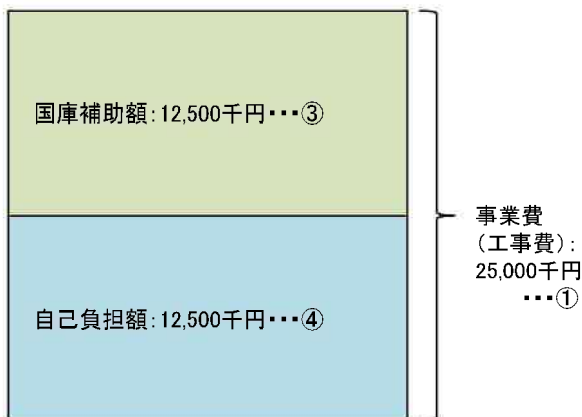 国庫補助額:12,500千円・・・③
事業費
(工事費):
25,000千円
・・・①
自己負担額:12,500千円・・・④